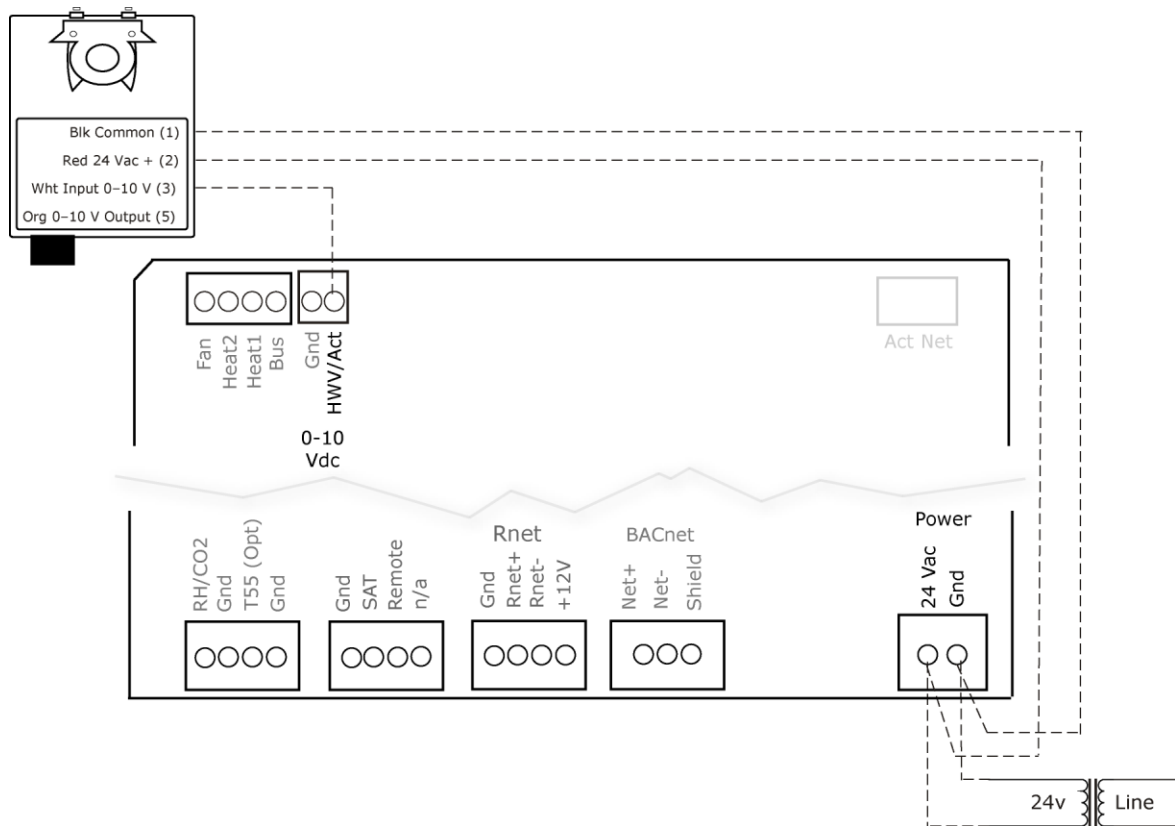 Blk Common (1)
Red 24 Vac + (2)
Wht Input 0–10 V (3)
Org 0–10 V Output (5)
Fan
Heat2
Heat1
Bus
Gnd
HWV/Act
0-10
Vdc
Act Net
RH/CO2
Gnd
T55 (Opt)
Gnd
Gnd
SAT
Remote
n/a
Rnet
Gnd
Rnet+
Rnet-
+12V
BACnet
Net+
Net-
Shield
Power
24 Vac
Gnd
24v
Line